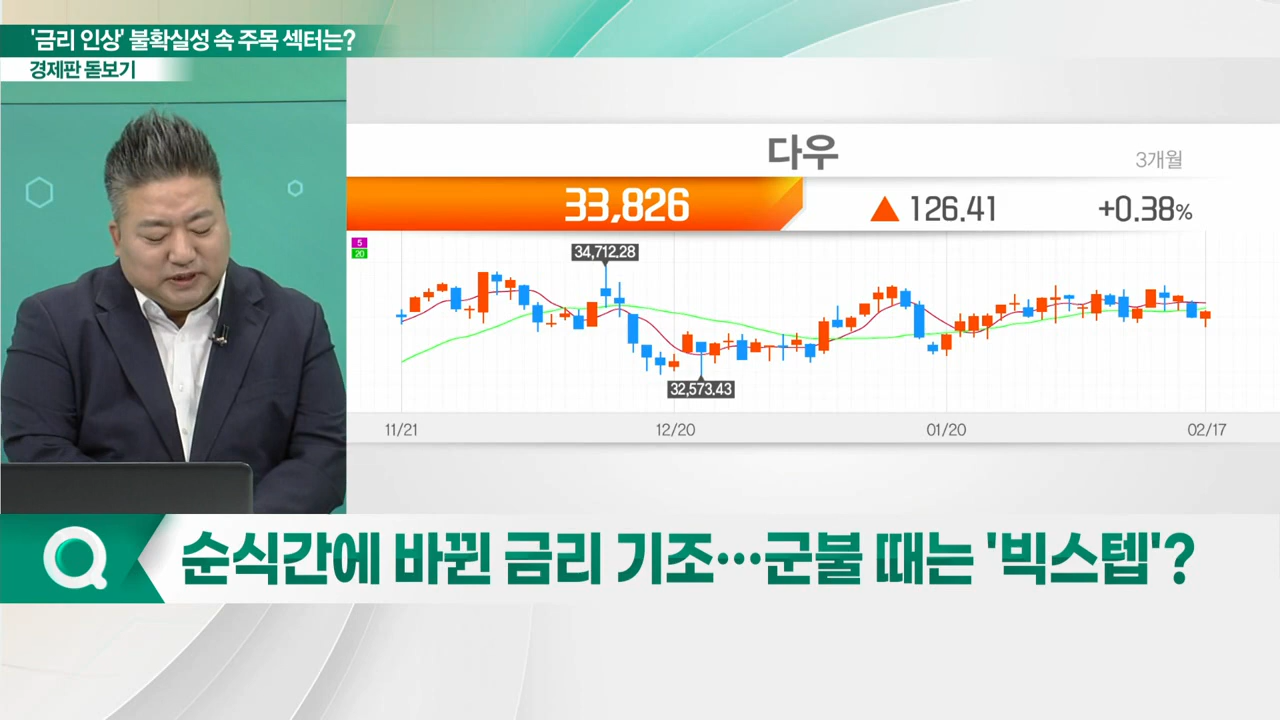 '금리 인상' 불확실성 속 주목 섹터는?
경제판 돋보기
다우
3개월
33,826 ▲ 126.41 +0.38%
5
20
34,712.28
32,573.43
11/21 12/20 01/20 02/17
Q 순식간에 바뀐 금리 기조…군불 때는 '빅스텝'?